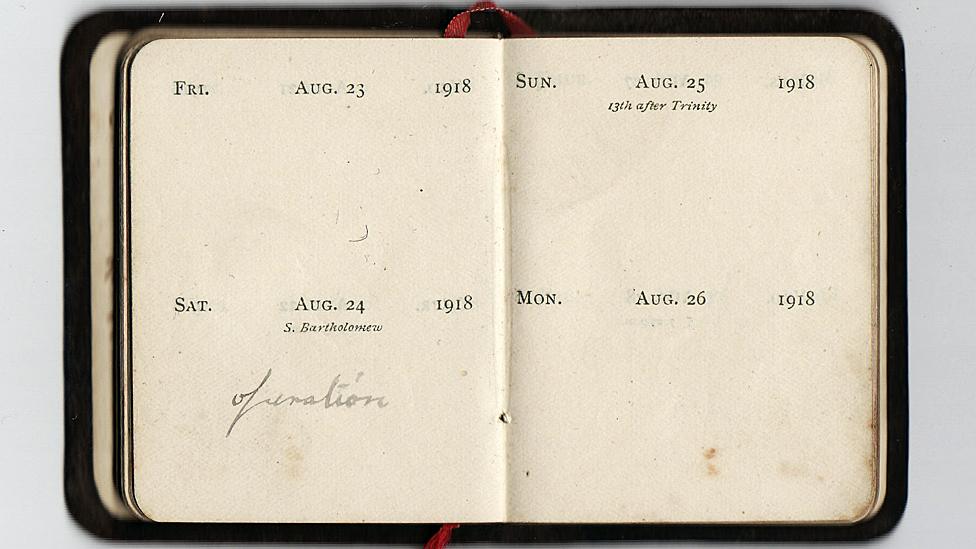 FRI. AUG. 23 1918
SAT. AUG. 24 1918
S. Bartholomew
operation
SUN. AUG. 25 1918
13th after Trinity
MON. AUG. 26 1918